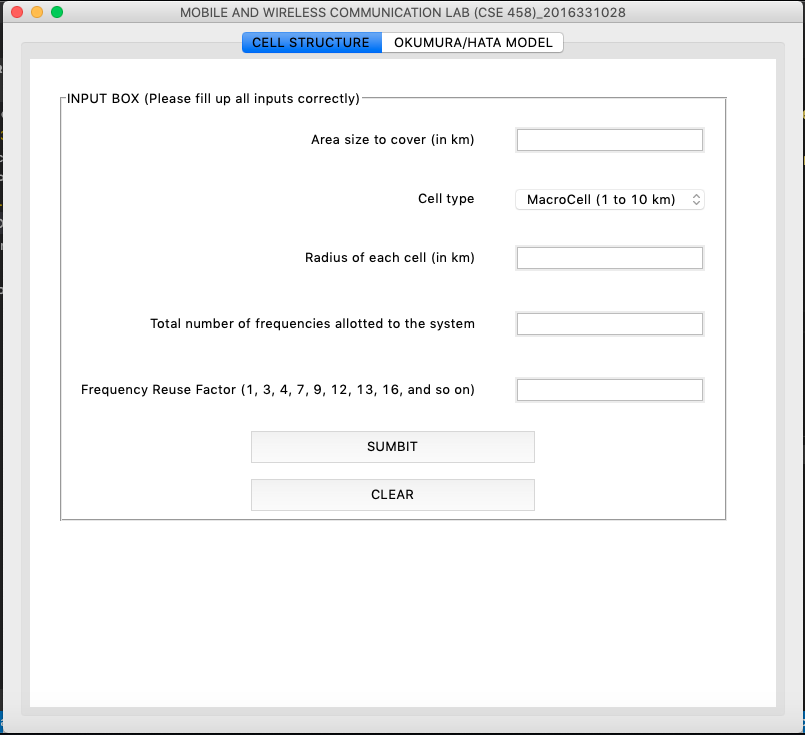 MOBILE AND WIRELESS COMMUNICATION LAB (CSE 458)_2016331028
CELL STRUCTURE OKUMURA/HATA MODEL
INPUT BOX (Please fill up all inputs correctly)
Area size to cover (in km)
Cell type MacroCell (1 to 10 km)
Radius of each cell (in km)
Total number of frequencies allotted to the system
Frequency Reuse Factor (1, 3, 4, 7, 9, 12, 13, 16, and so on)
SUMBIT
CLEAR